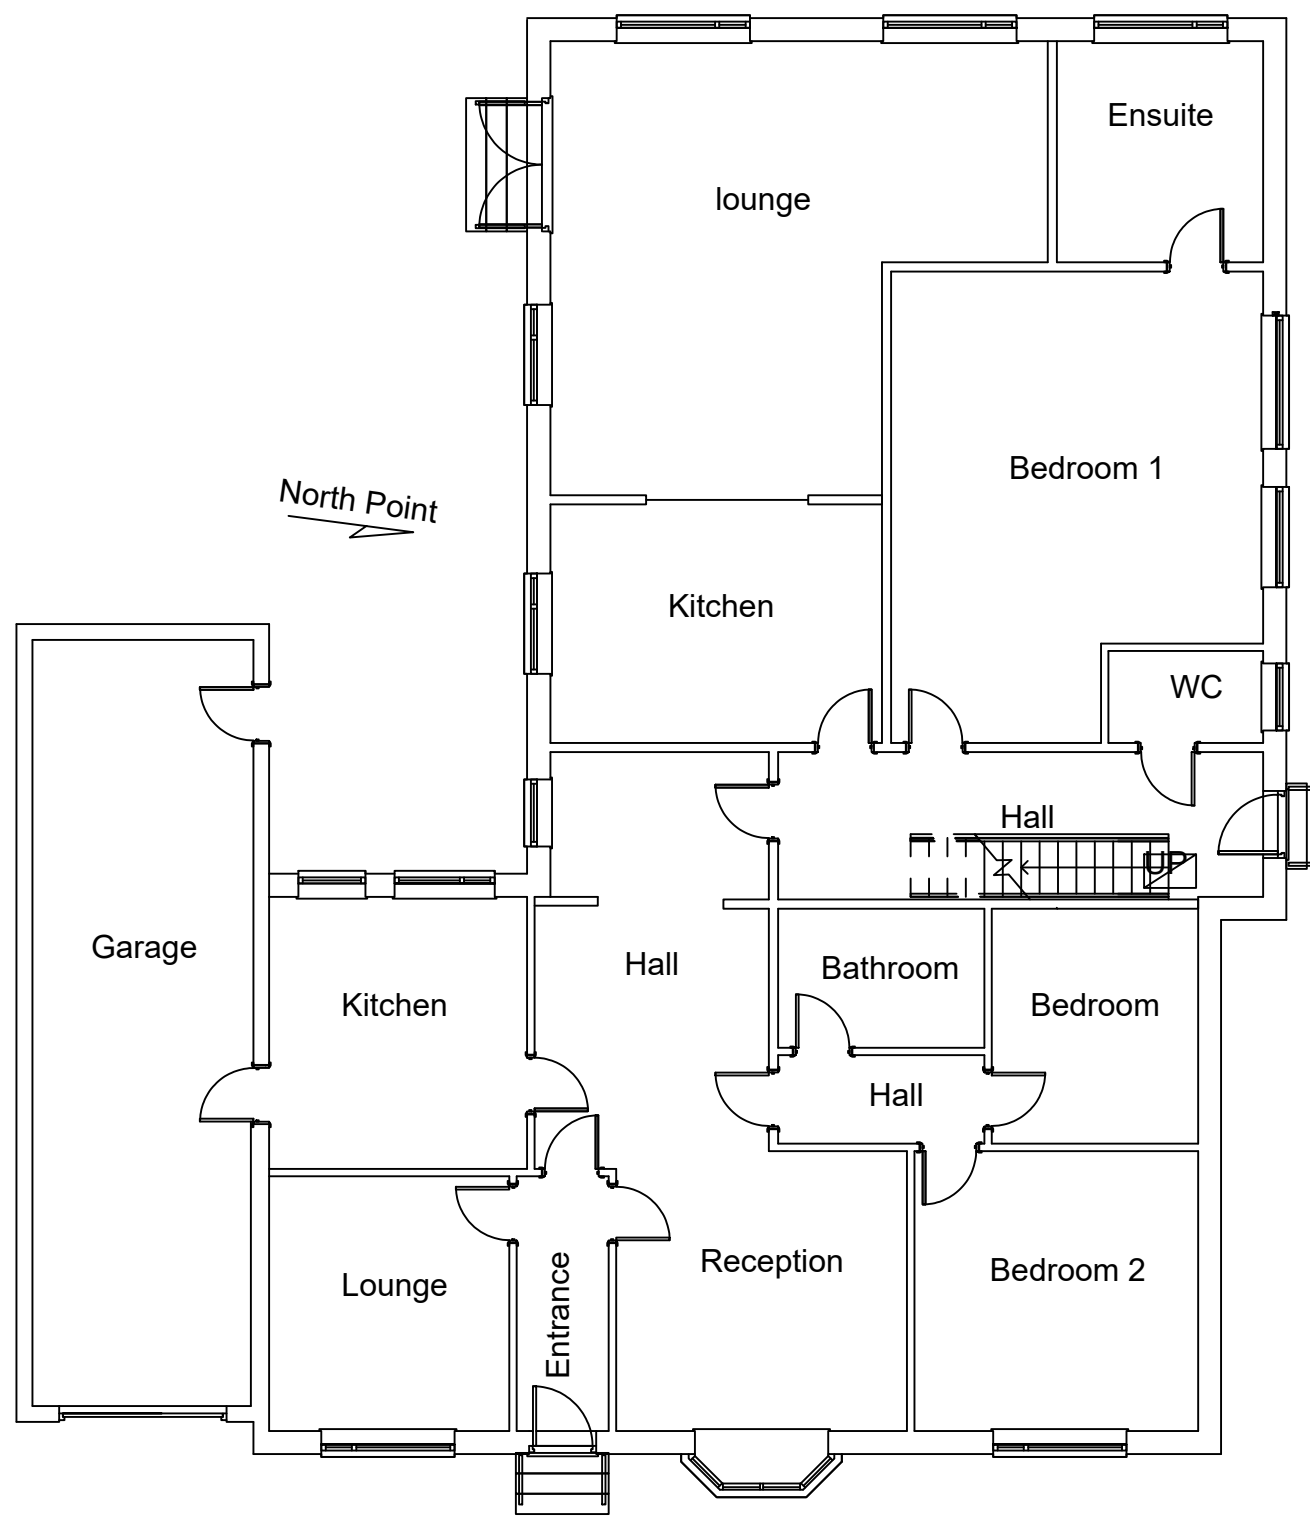 Ensuite
lounge
Bedroom 1
North Point
Kitchen
WC
Hall
UP
Garage
Hall
Bathroom
Kitchen
Bedroom
Hall
Reception
Bedroom 2
Lounge
Entrance